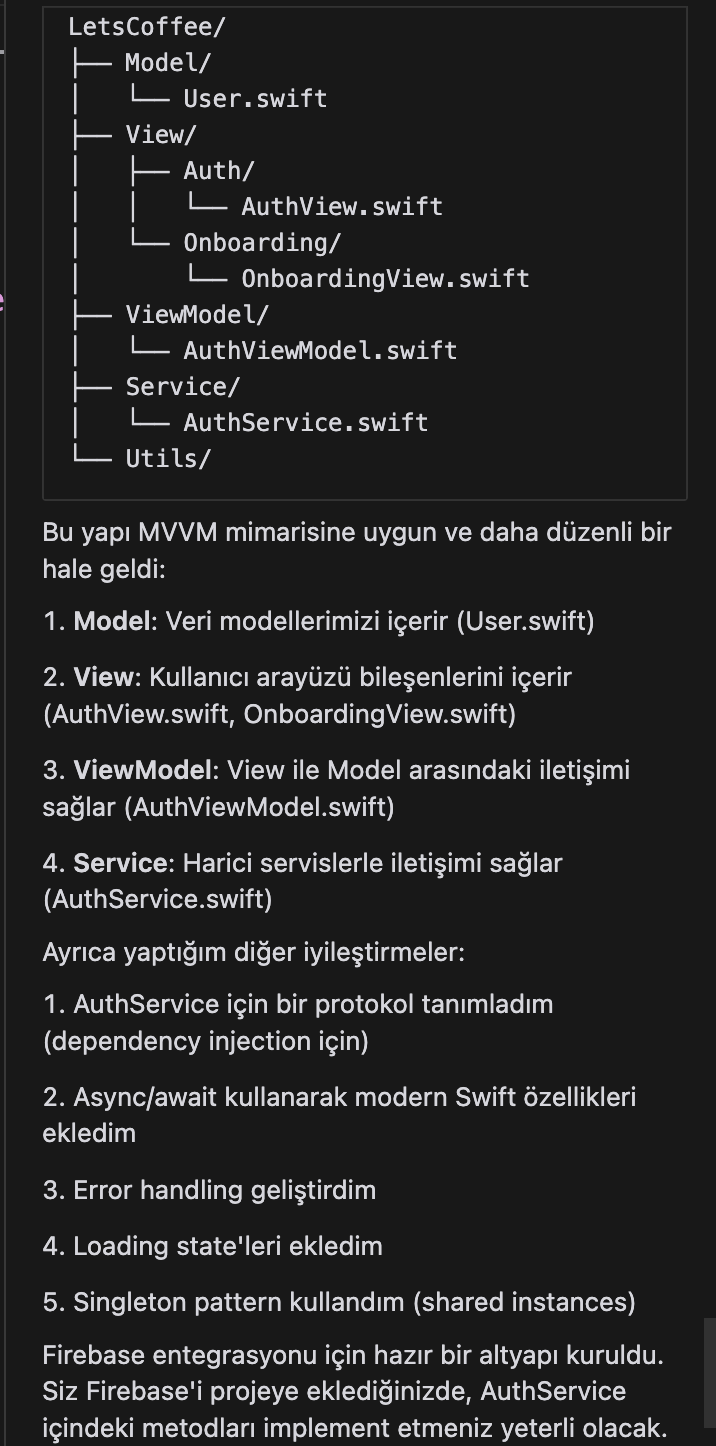 LetsCoffee/
├── Model/
│   └── User.swift
├── View/
│   ├── Auth/
│   │   └── AuthView.swift
│   └── Onboarding/
│       └── OnboardingView.swift
├── ViewModel/
│   └── AuthViewModel.swift
├── Service/
│   └── AuthService.swift
└── Utils/
Bu yapı MVVM mimarisine uygun ve daha düzenli bir
hale geldi:
1. Model: Veri modellerimizi içerir (User.swift)
2. View: Kullanıcı arayüzü bileşenlerini içerir
(AuthView.swift, OnboardingView.swift)
3. ViewModel: View ile Model arasındaki iletişimi
sağlar (AuthViewModel.swift)
4. Service: Harici servislerle iletişimi sağlar
(AuthService.swift)
Ayrıca yaptığım diğer iyileştirmeler:
1. AuthService için bir protokol tanımladım
(dependency injection için)
2. Async/await kullanarak modern Swift özellikleri
ekledim
3. Error handling geliştirdim
4. Loading state'leri ekledim
5. Singleton pattern kullandım (shared instances)
Firebase entegrasyonu için hazır bir altyapı kuruldu.
Siz Firebase'i projeye eklediğinizde, AuthService
içindeki metodları implement etmeniz yeterli olacak.